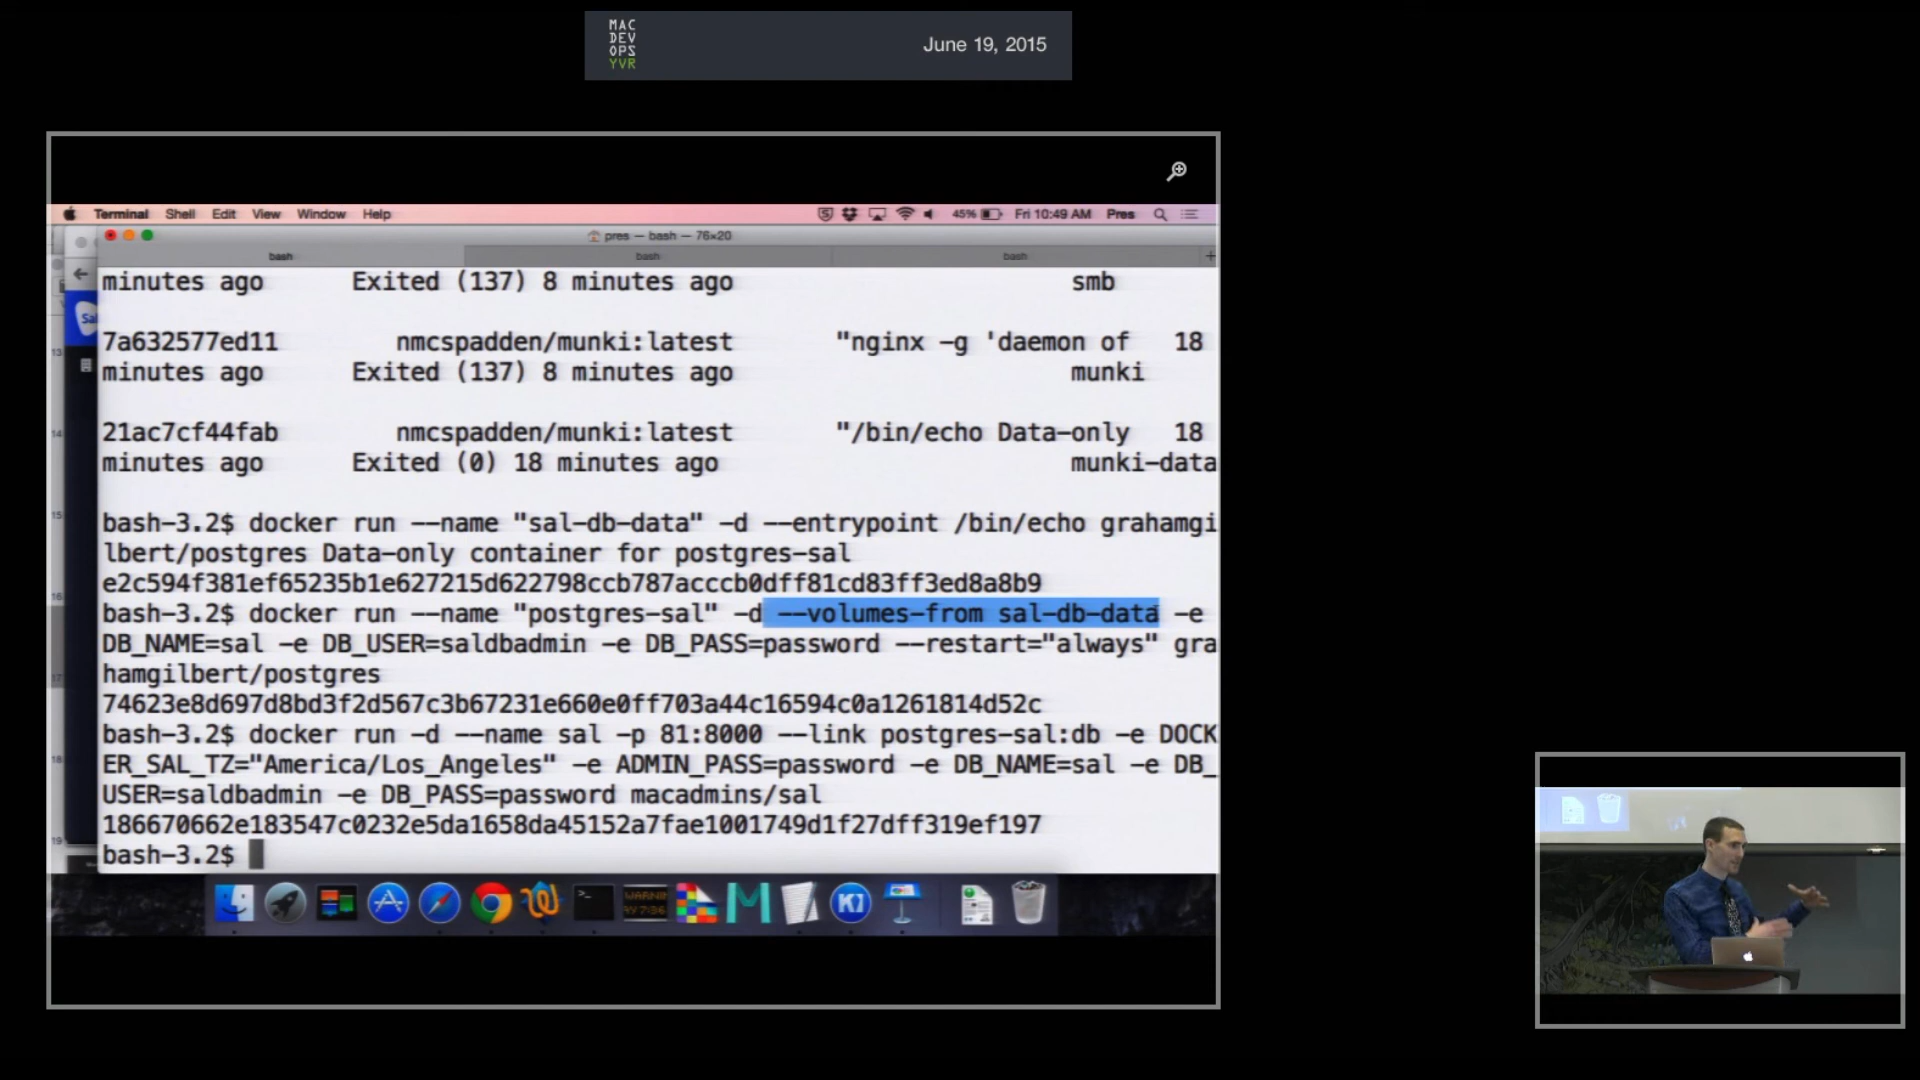 MAC
DEV
OPS
YVR
June 19, 2015
Terminal Shell Edit View Window Help 45% Fri 10:49 AM Pres
pres — bash — 76×20
bash bash bash
minutes ago Exited (137) 8 minutes ago smb
Sal
7a632577ed11 nmcspadden/munki:latest "nginx -g 'daemon of 18
minutes ago Exited (137) 8 minutes ago munki
21ac7cf44fab nmcspadden/munki:latest "/bin/echo Data-only 18
minutes ago Exited (0) 18 minutes ago munki-data
bash-3.2$ docker run --name "sal-db-data" -d --entrypoint /bin/echo grahamgi
lbert/postgres Data-only container for postgres-sal
e2c594f381ef65235b1e627215d622798ccb787acccb0dff81cd83ff3ed8a8b9
bash-3.2$ docker run --name "postgres-sal" -d --volumes-from sal-db-data -e
DB_NAME=sal -e DB_USER=saldbadmin -e DB_PASS=password --restart="always" gra
hamgilbert/postgres
74623e8d697d8bd3f2d567c3b67231e660e0ff703a44c16594c0a1261814d52c
bash-3.2$ docker run -d --name sal -p 81:8000 --link postgres-sal:db -e DOCK
ER_SAL_TZ="America/Los_Angeles" -e ADMIN_PASS=password -e DB_NAME=sal -e DB_
USER=saldbadmin -e DB_PASS=password macadmins/sal
186670662e183547c0232e5da1658da45152a7fae1001749d1f27dff319ef197
bash-3.2$